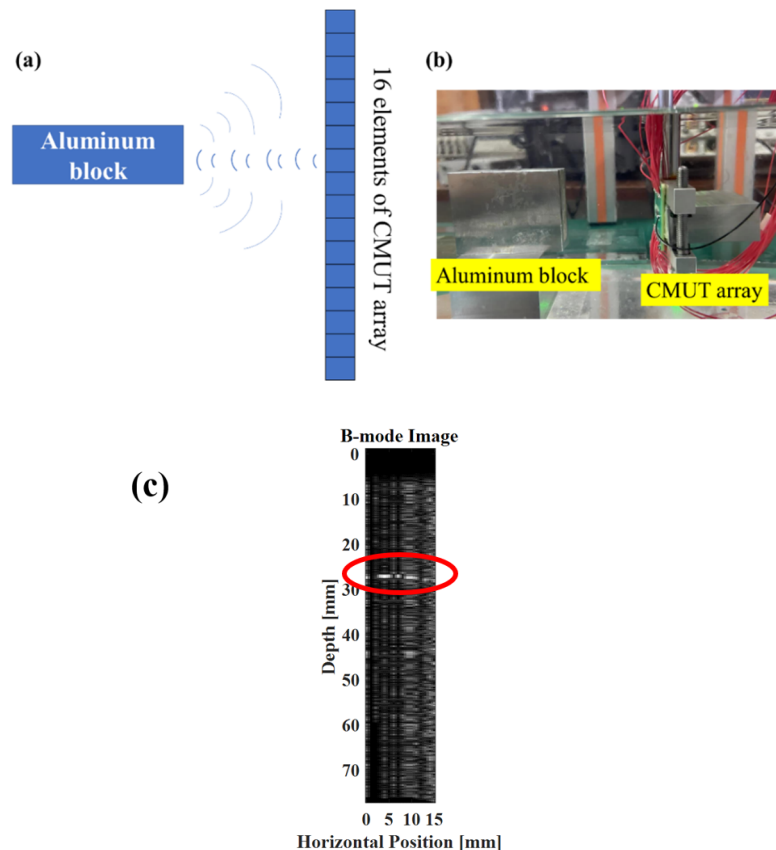 (a)
Aluminum
block
16 elements of CMUT array
(b)
Aluminum block
CMUT array
(c)
B-mode Image
0
10
20
30
40
50
60
70
Depth [mm]
0 5 10 15
Horizontal Position [mm]